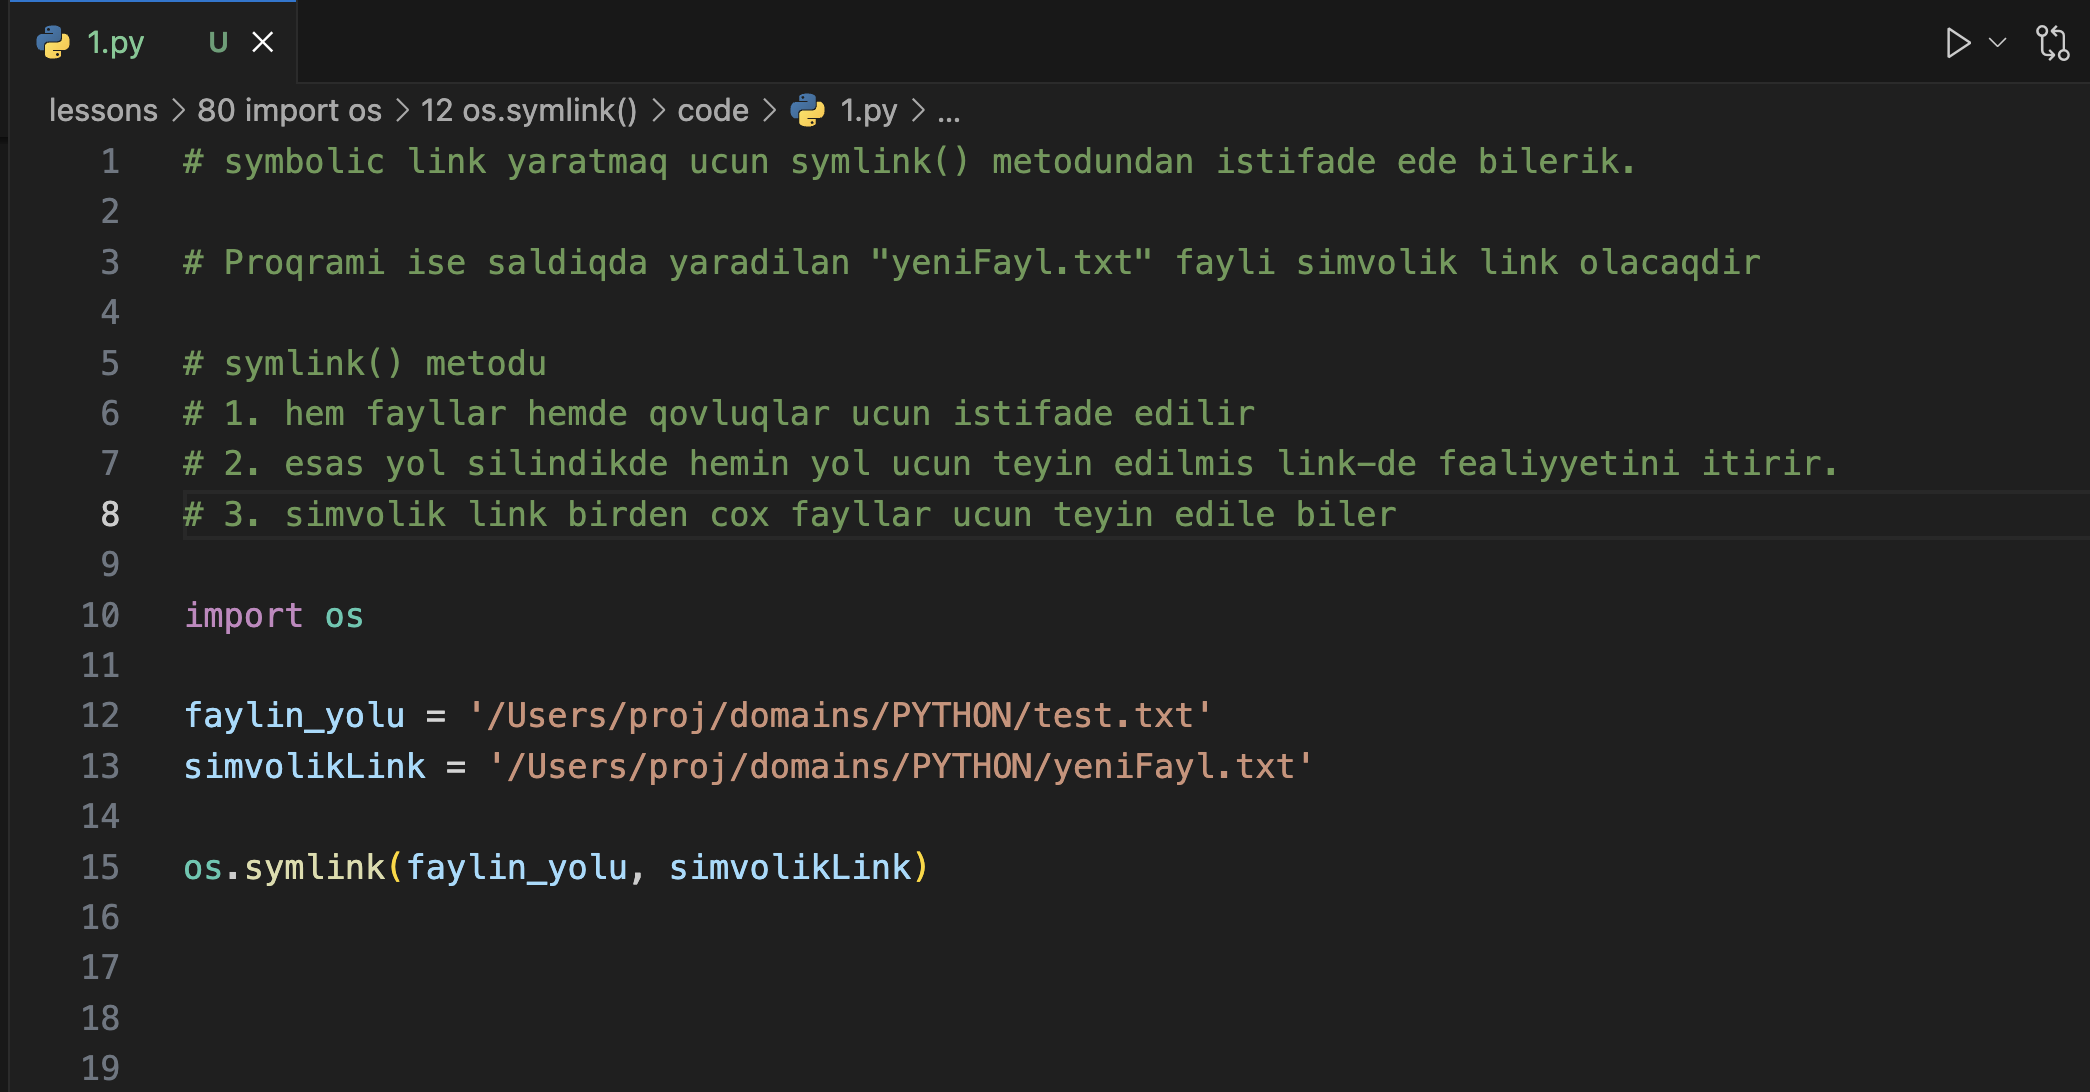 1.py U
lessons > 80 import os > 12 os.symlink() > code > 1.py > ...
1 # symbolic link yaratmaq ucun symlink() metodundan istifade ede bilerik.
2
3 # Proqrami ise saldiqda yaradilan "yeniFayl.txt" fayli simvolik link olacaqdir
4
5 # symlink() metodu
6 # 1. hem fayllar hemde qovluqlar ucun istifade edilir
7 # 2. esas yol silindikde hemin yol ucun teyin edilmis link-de fealiyyetini itirir.
8 # 3. simvolik link birden cox fayllar ucun teyin edile biler
9
10 import os
11
12 faylin_yolu = '/Users/proj/domains/PYTHON/test.txt'
13 simvolikLink = '/Users/proj/domains/PYTHON/yeniFayl.txt'
14
15 os.symlink(faylin_yolu, simvolikLink)
16
17
18
19